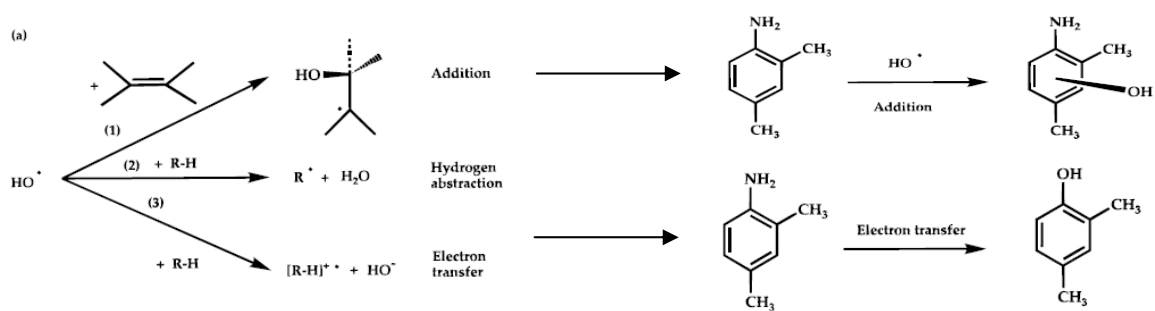 (a)
+
HO
Addition
(1)
HO •
(2) + R-H
R • + H₂O
Hydrogen
abstraction
(3)
+ R-H
[R-H]⁺ • + HO⁻
Electron
transfer
NH₂
CH₃
CH₃
HO •
Addition
NH₂
CH₃
OH
CH₃
NH₂
CH₃
CH₃
Electron transfer
OH
CH₃
CH₃